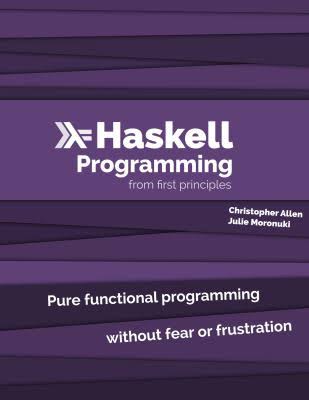 Haskell
Programming
from first principles
Christopher Allen
Julie Moronuki
Pure functional programming
without fear or frustration